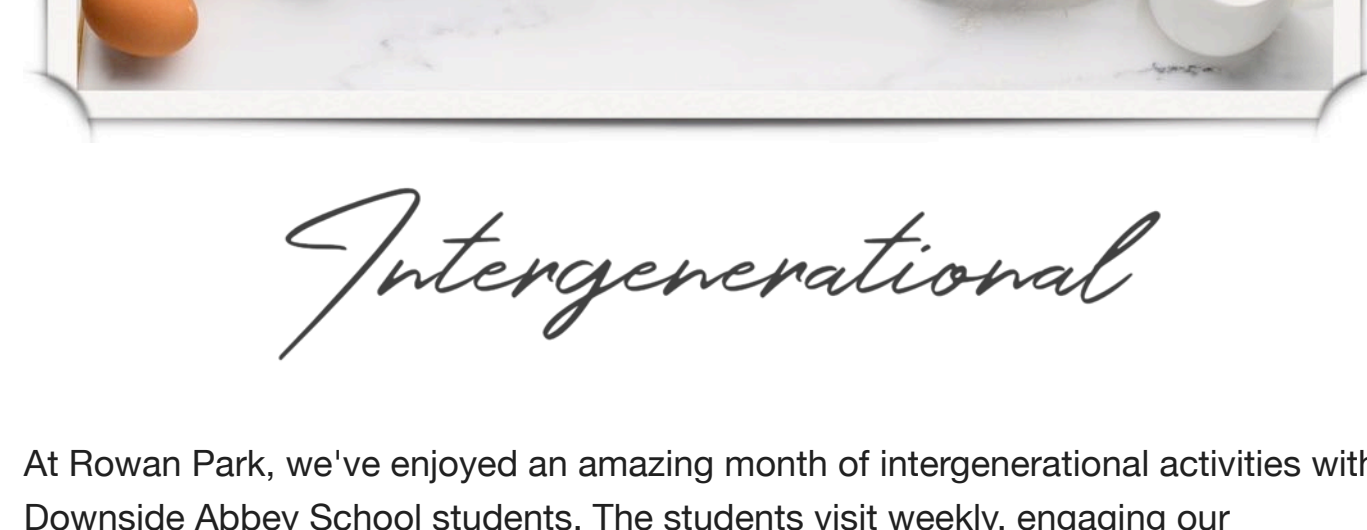 Intergenerational
At Rowan Park, we've enjoyed an amazing month of intergenerational activities with
Downside Abbey School students. The students visit weekly, engaging our